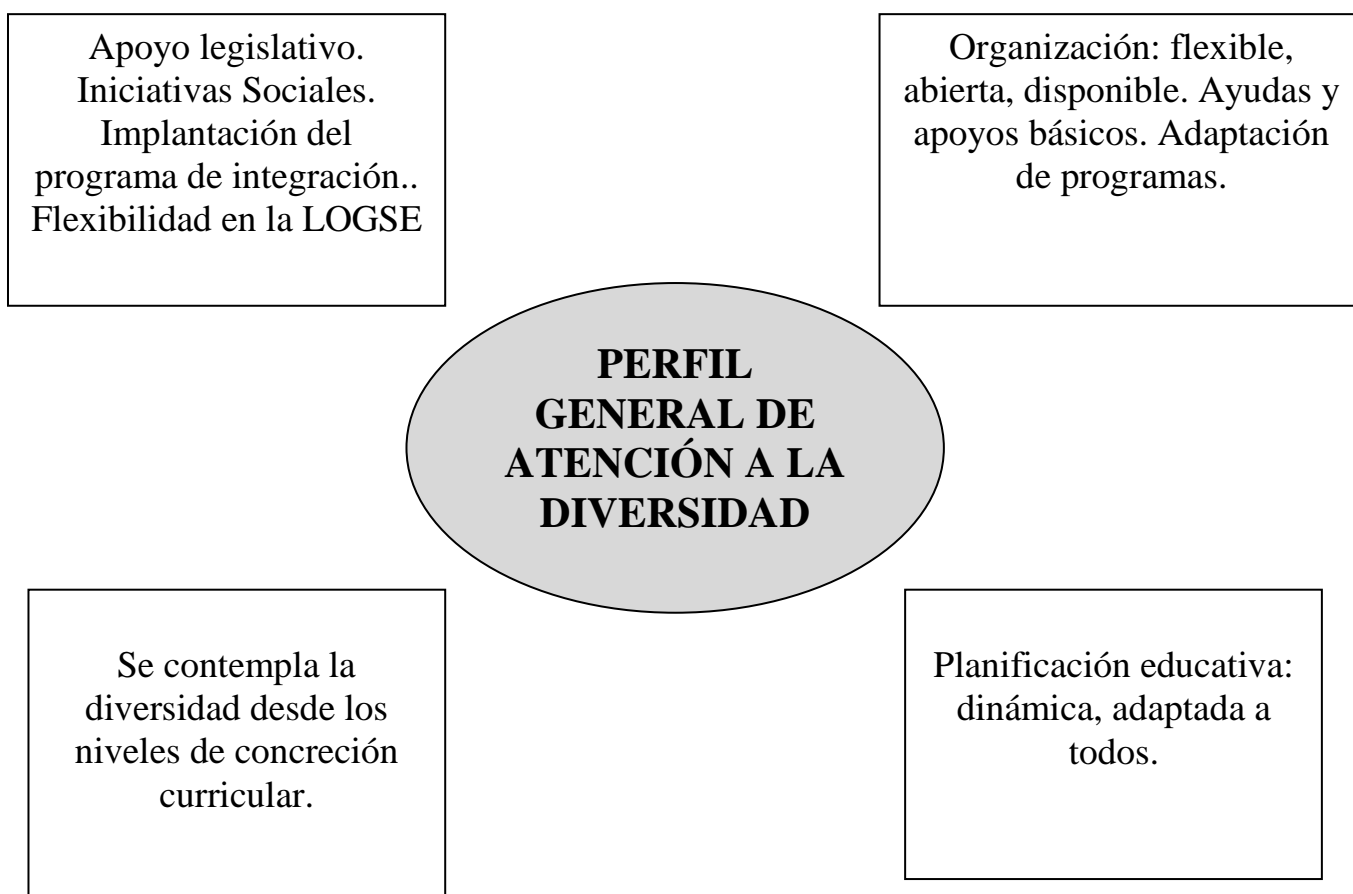 Apoyo legislativo.
Iniciativas Sociales.
Implantación del
programa de integración..
Flexibilidad en la LOGSE
Organización: flexible,
abierta, disponible. Ayudas y
apoyos básicos. Adaptación
de programas.
PERFIL
GENERAL DE
ATENCIÓN A LA
DIVERSIDAD
Se contempla la
diversidad desde los
niveles de concreción
curricular.
Planificación educativa:
dinámica, adaptada a
todos.